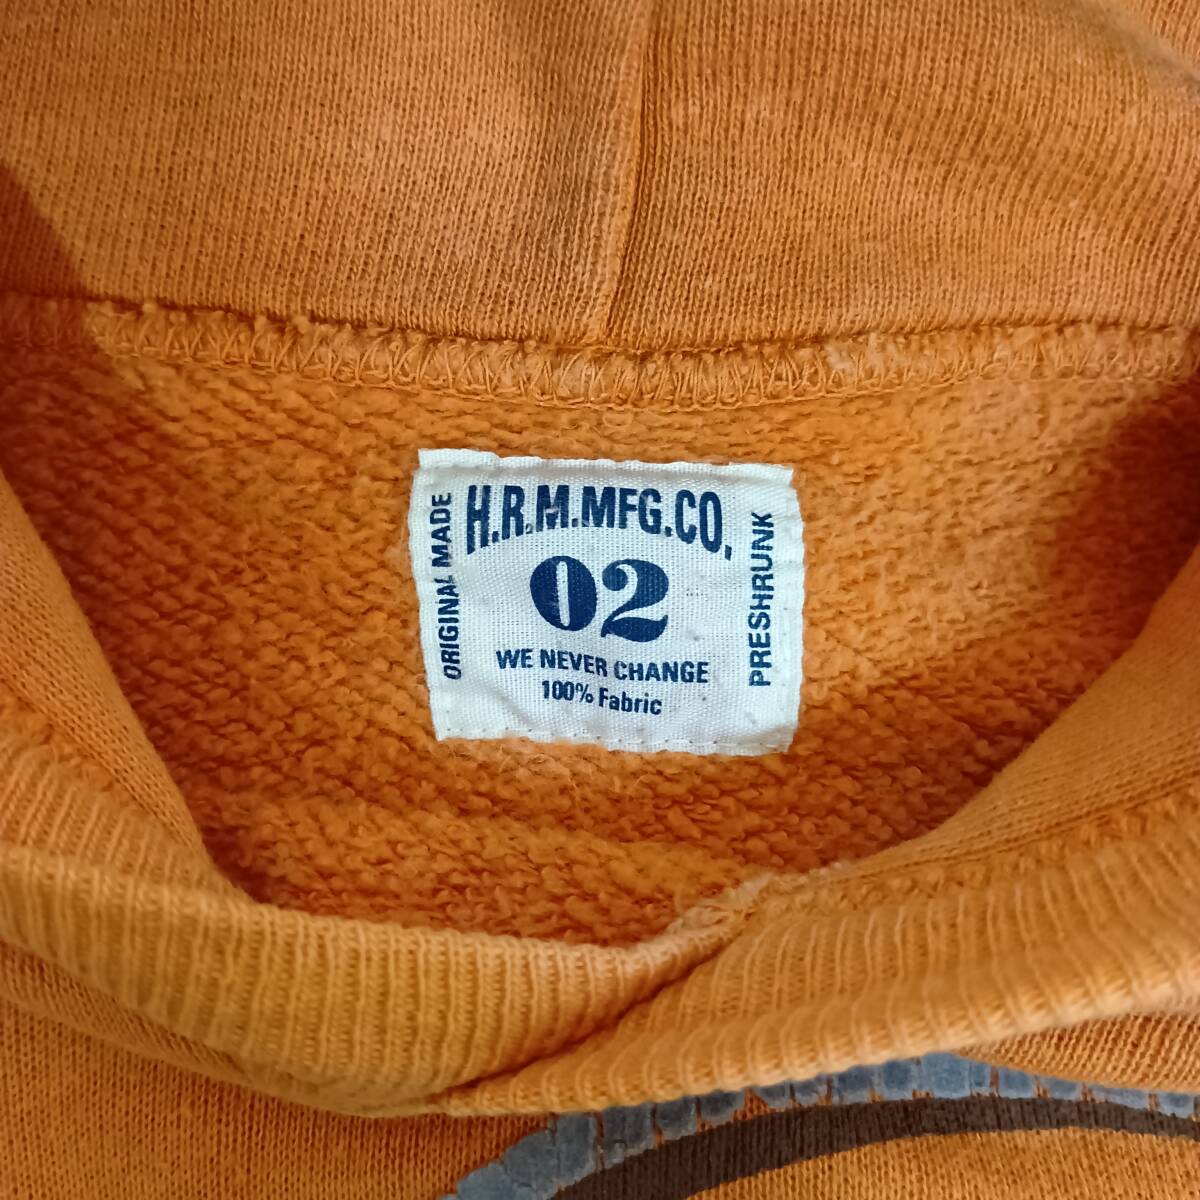 H.R.M.MFG.CO.
ORIGINAL MADE
02
PRESHRUNK
WE NEVER CHANGE
100% Fabric